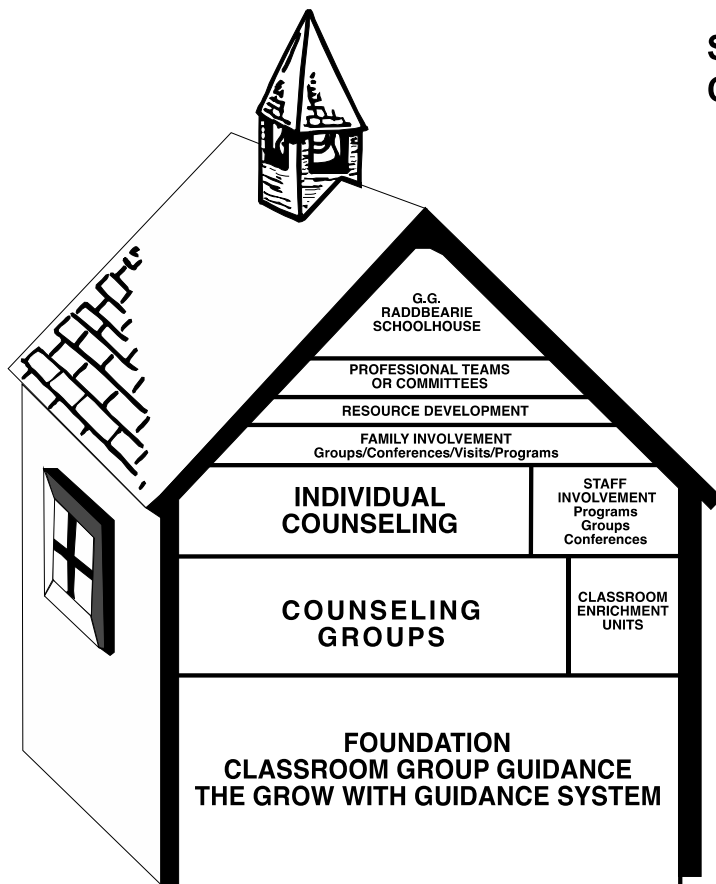 S
G.G.
RADDBEARIE
SCHOOLHOUSE
PROFESSIONAL TEAMS
OR COMMITTEES
RESOURCE DEVELOPMENT
FAMILY INVOLVEMENT
Groups/Conferences/Visits/Programs
INDIVIDUAL
COUNSELING
STAFF
INVOLVEMENT
Programs
Groups
Conferences
COUNSELING
GROUPS
CLASSROOM
ENRICHMENT
UNITS
FOUNDATION
CLASSROOM GROUP GUIDANCE
THE GROW WITH GUIDANCE SYSTEM